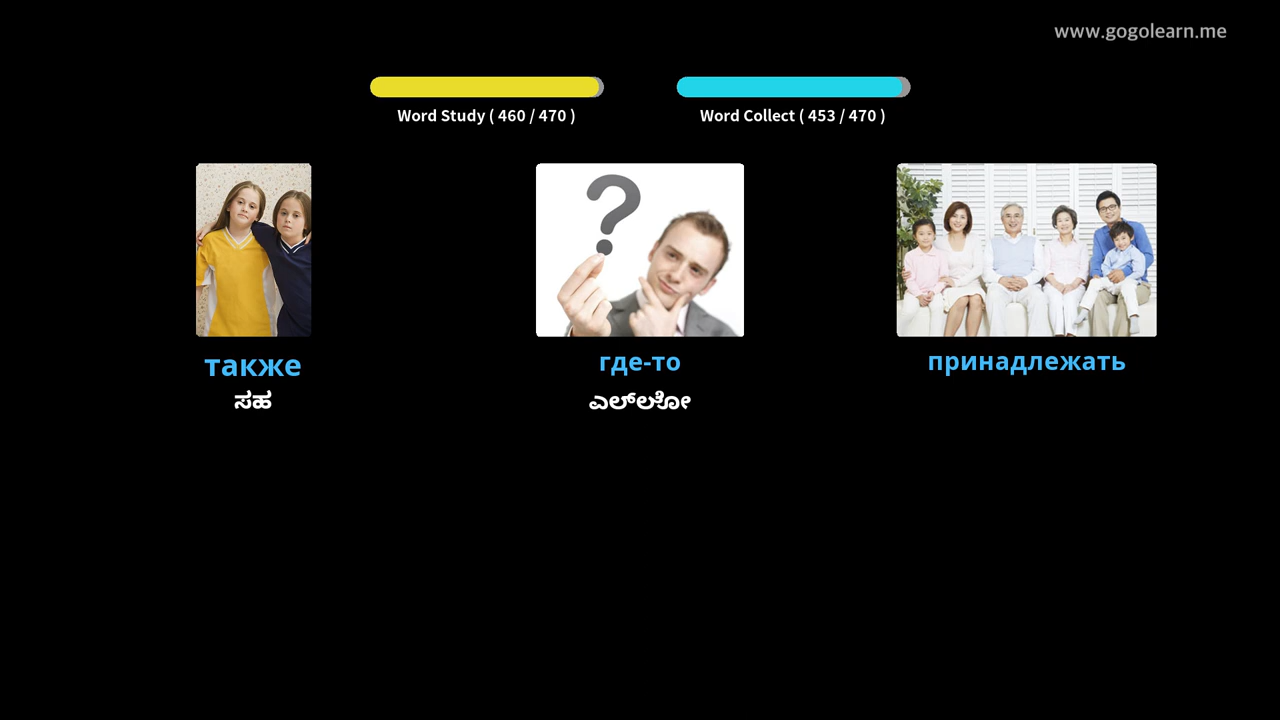 www.gogolearn.me
Word Study ( 460 / 470 )
Word Collect ( 453 / 470 )
также
где-то
принадлежать
ಸಹ
ಎಲ್ಲೋ